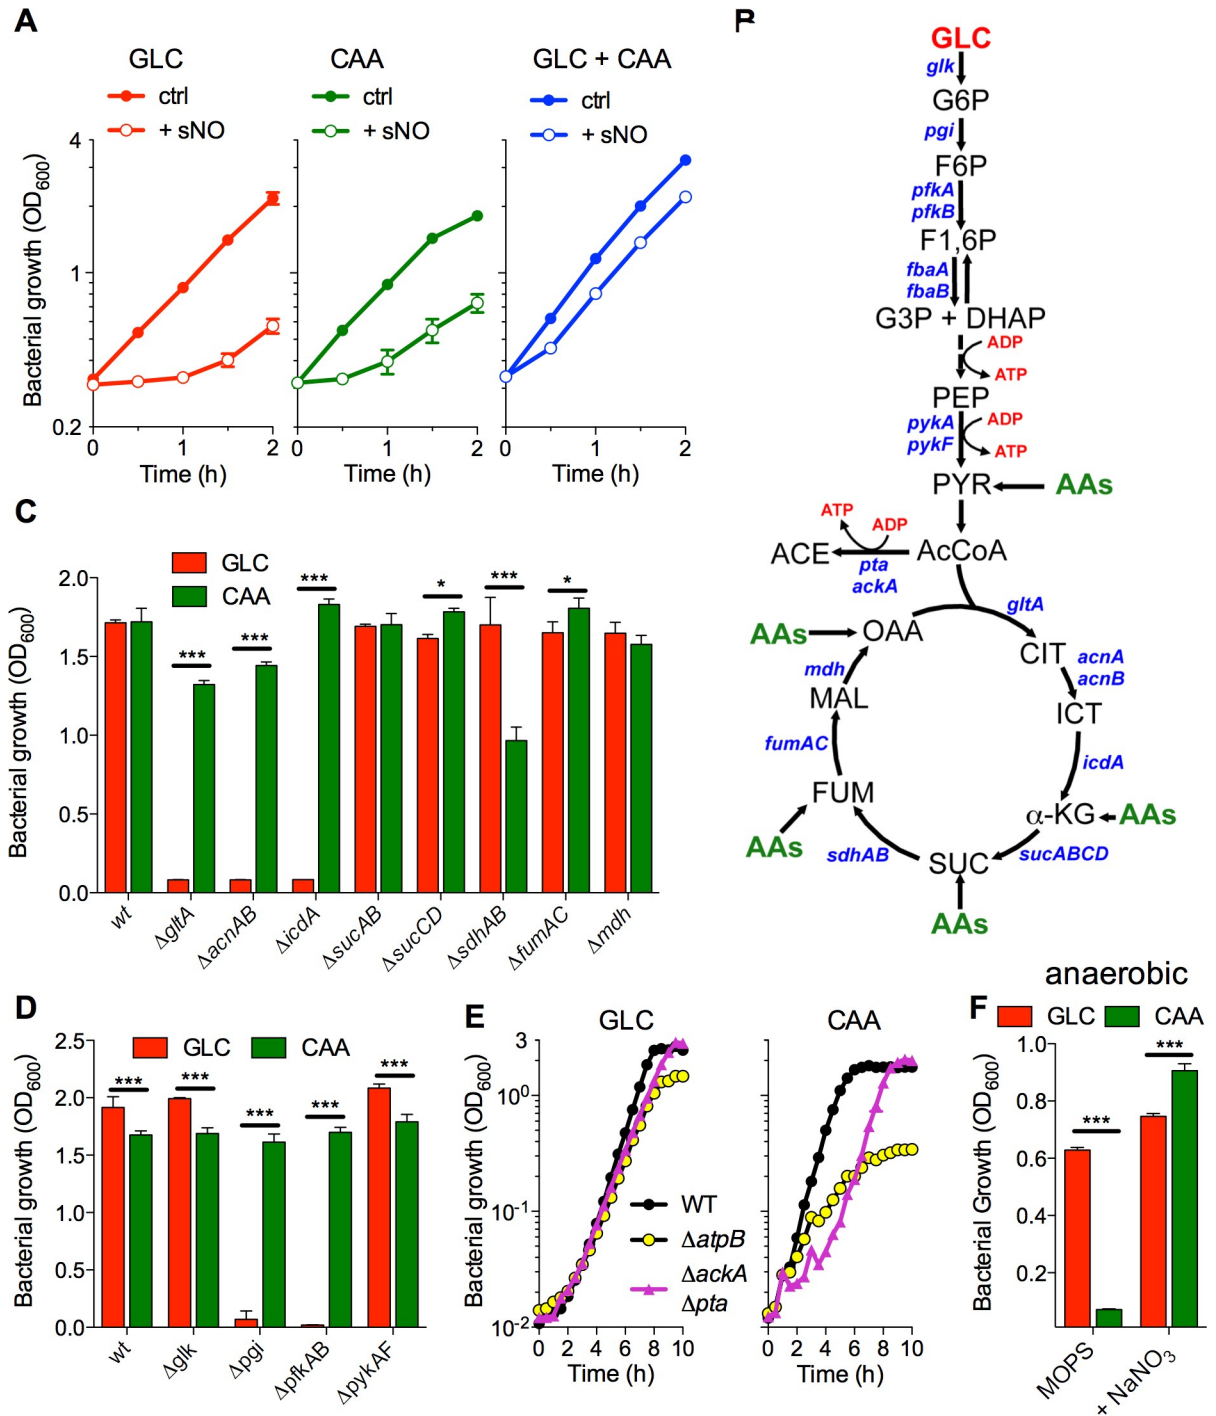 A
GLC
ctrl
+ sNO
CAA
ctrl
+ sNO
GLC + CAA
ctrl
+ sNO
Bacterial growth (OD600)
4
1
0.2
0 1 2
Time (h)
0 1 2
Time (h)
0 1 2
Time (h)
B
GLC
glk
G6P
pgi
F6P
pfkA
pfkB
F1,6P
fbaA
fbaB
G3P + DHAP
ADP
ATP
PEP
pykA
pykF
ADP
ATP
PYR
AAs
ATP
ADP
ACE
AcCoA
pta
ackA
gltA
AAs
OAA
CIT
acnA
acnB
mdh
MAL
ICT
fumAC
icdA
FUM
α-KG
AAs
AAs
sdhAB
SUC
sucABCD
AAs
C
GLC
CAA
Bacterial growth (OD600)
2.0
1.5
1.0
0.5
0.0
***
***
***
*
***
*
wt
ΔgltA
ΔacnAB
ΔicdA
ΔsucAB
ΔsucCD
ΔsdhAB
ΔfumAC
Δmdh
D
GLC
CAA
Bacterial growth (OD600)
2.5
2.0
1.5
1.0
0.5
0.0
***
***
***
***
***
wt
Δglk
Δpgi
ΔpfkAB
ΔpykAF
E
GLC
CAA
Bacterial growth (OD600)
3
10^0
10^-1
10^-2
WT
ΔatpB
ΔackA
Δpta
0 2 4 6 8 10
Time (h)
0 2 4 6 8 10
Time (h)
F
anaerobic
GLC
CAA
Bacterial Growth (OD600)
1.0
0.8
0.6
0.4
0.2
***
***
MOPS
+ NaNO3